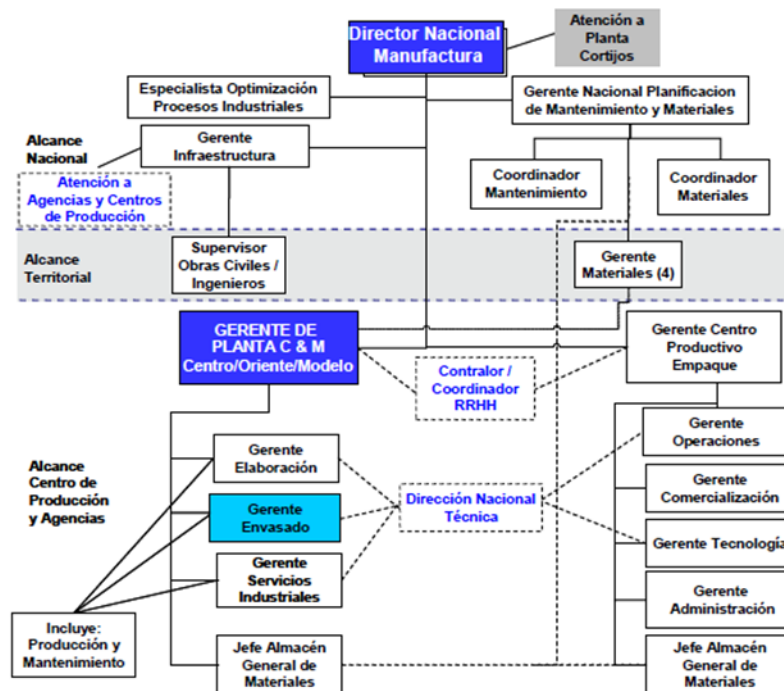 Director Nacional
Manufactura
Atención a
Planta
Cortijos
Especialista Optimización
Procesos Industriales
Gerente Nacional Planificacion
de Mantenimiento y Materiales
Alcance
Nacional
Gerente
Infraestructura
Atención a
Agencias y Centros
de Producción
Coordinador
Mantenimiento
Coordinador
Materiales
Alcance
Territorial
Supervisor
Obras Civiles /
Ingenieros
Gerente
Materiales (4)
GERENTE DE
PLANTA C & M
Centro/Oriente/Modelo
Contralor /
Coordinador
RRHH
Gerente Centro
Productivo
Empaque
Alcance
Centro de
Producción
y Agencias
Gerente
Elaboración
Gerente
Envasado
Gerente
Servicios
Industriales
Jefe Almacén
General de
Materiales
Incluye:
Producción y
Mantenimiento
Dirección Nacional
Técnica
Gerente
Operaciones
Gerente
Comercialización
Gerente Tecnología
Gerente
Administración
Jefe Almacén
General de
Materiales